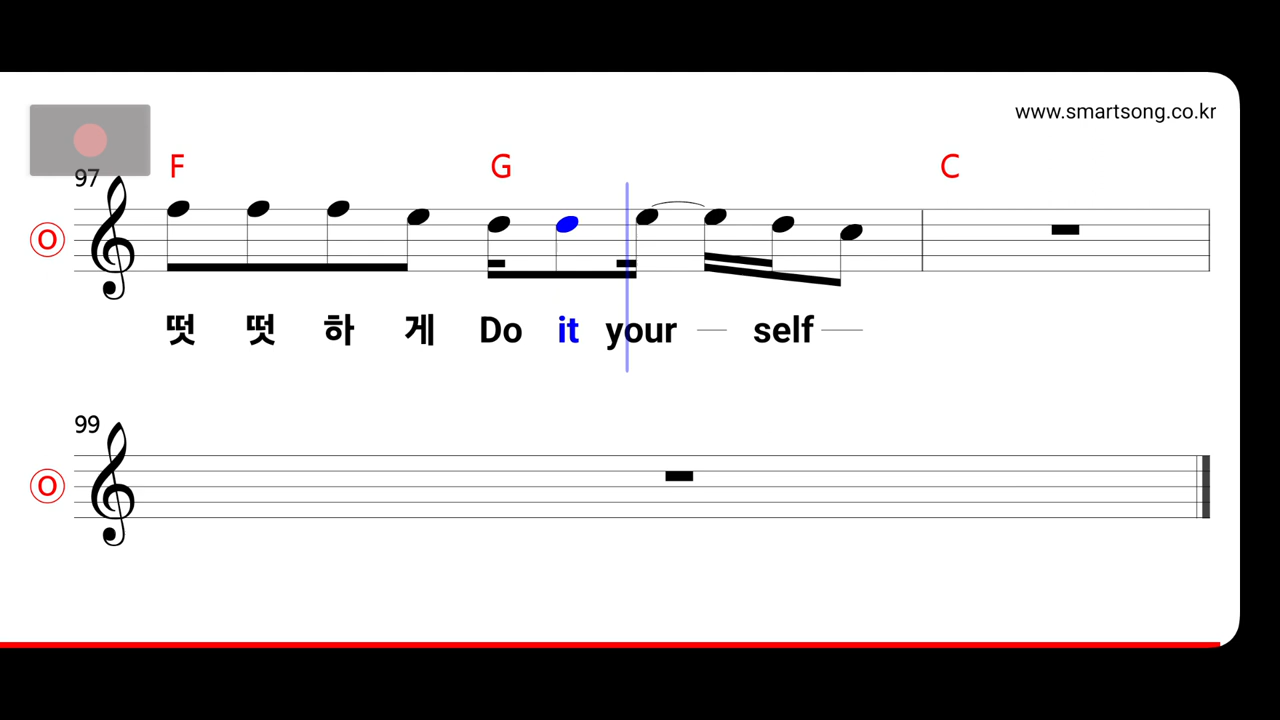 www.smartsong.co.kr
97
F G C
O
떳 떳 하 게 Do it your self
99
O